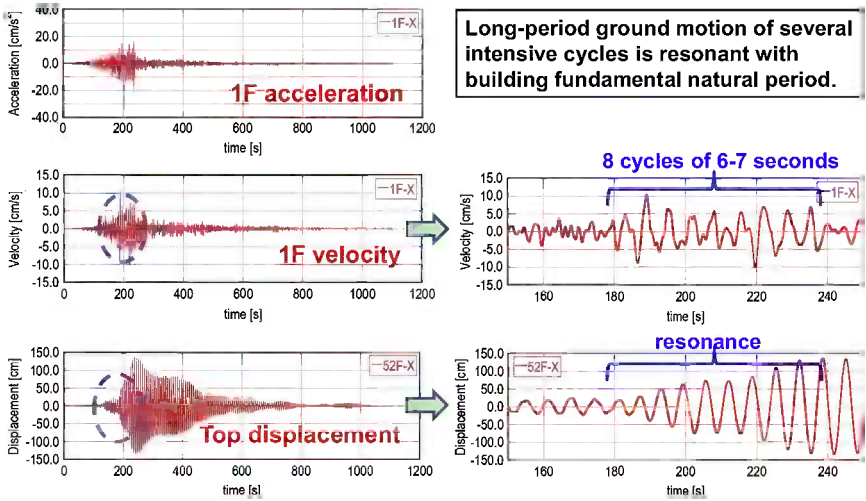 Long-period ground motion of several
intensive cycles is resonant with
building fundamental natural period.
Acceleration [cm/s²]
40.0
20.0
0.0
-20.0
-40.0
1F-X
1F acceleration
0 200 400 600 800 1000 1200
time [s]
Velocity [cm/s]
15.0
10.0
5.0
0.0
-5.0
-10.0
-15.0
1F-X
1F velocity
0 200 400 600 800 1000 1200
time [s]
8 cycles of 6-7 seconds
Velocity [cm/s]
15.0
10.0
5.0
0.0
-5.0
-10.0
-15.0
1F-X
160 180 200 220 240
time [s]
Displacement [cm]
150.0
100.0
50.0
0.0
-50.0
-100.0
-150.0
52F-X
Top displacement
0 200 400 600 800 1000 1200
time [s]
resonance
Displacement [cm]
150.0
100.0
50.0
0.0
-50.0
-100.0
-150.0
52F-X
160 180 200 220 240
time [s]